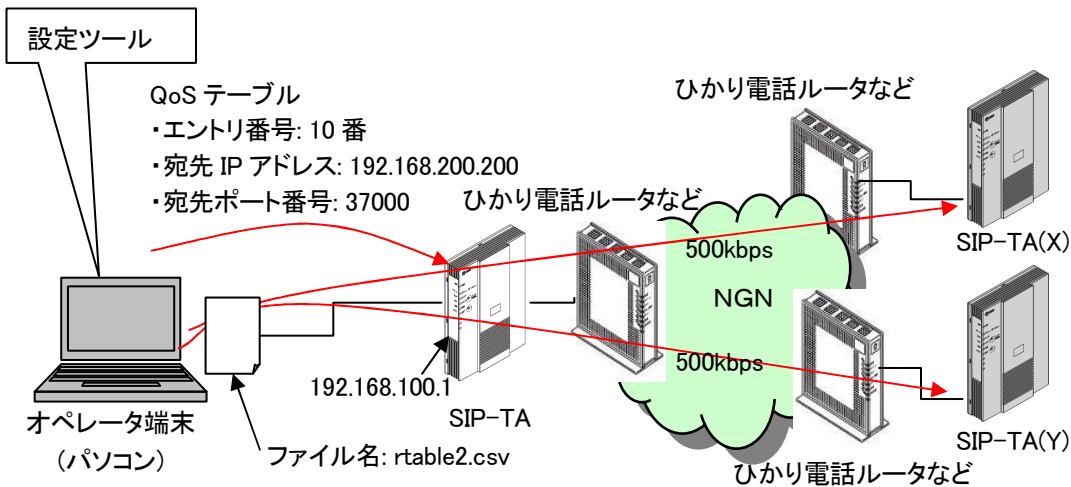 設定ツール
QoS テーブル
・エントリ番号: 10 番
・宛先 IP アドレス: 192.168.200.200
・宛先ポート番号: 37000
ひかり電話ルータなど
ひかり電話ルータなど
SIP-TA(X)
500kbps
NGN
500kbps
192.168.100.1
SIP-TA
オペレータ端末
(パソコン)
ファイル名: rtable2.csv
SIP-TA(Y)
ひかり電話ルータなど